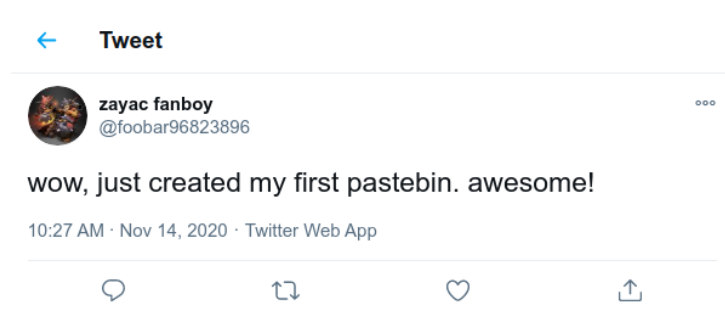 Tweet
zayac fanboy
@foobar96823896
wow, just created my first pastebin. awesome!
10:27 AM · Nov 14, 2020 · Twitter Web App